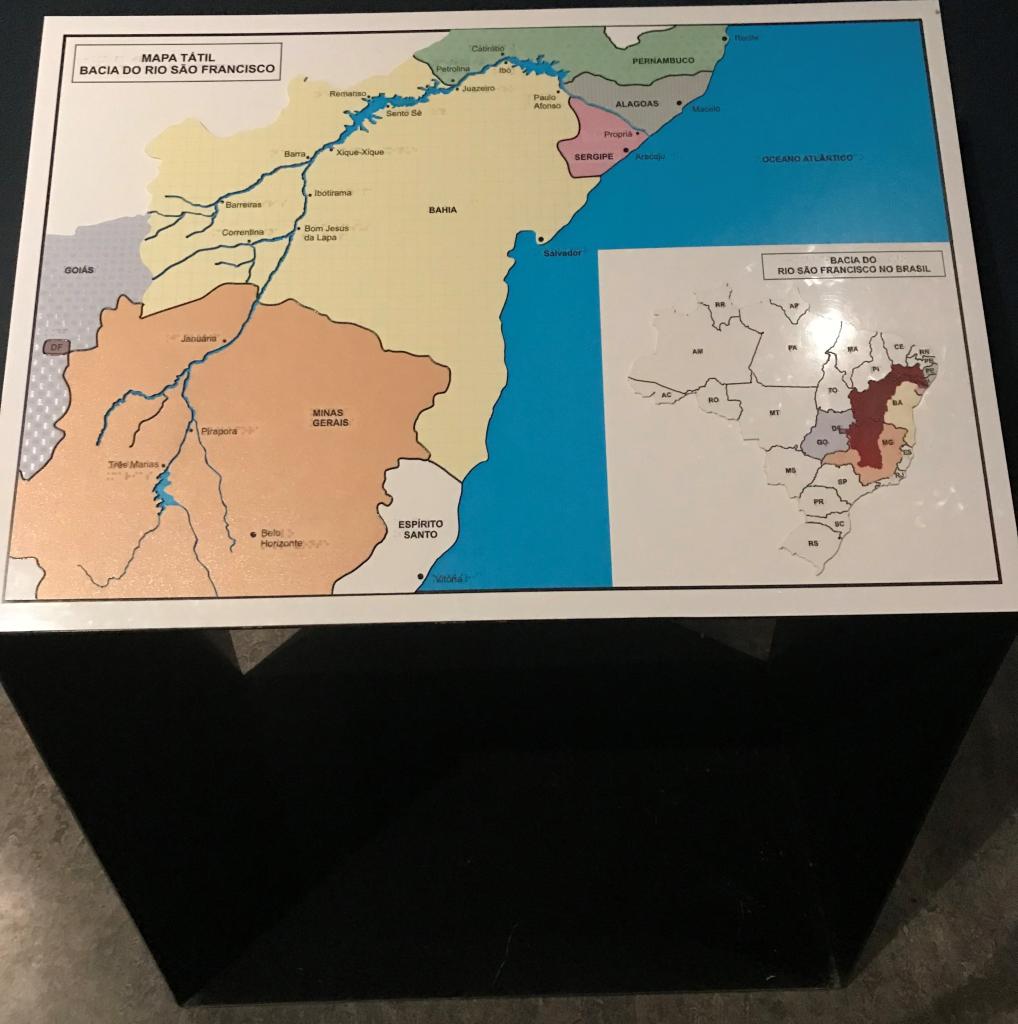 MAPA TÁTIL
BACIA DO RIO SÃO FRANCISCO
Recife
Cabrobó
PERNAMBUCO
Petrolina
Ibó
Juazeiro
Remanso
Sento Sé
Paulo
Afonso
ALAGOAS
Maceió
Propriá
SERGIPE
Aracaju
OCEANO ATLÂNTICO
Barra
Xique-Xique
Ibotirama
Barreiras
BAHIA
Correntina
Bom Jesus
da Lapa
Salvador
GOIÁS
DF
Januária
MINAS
GERAIS
Pirapora
Três Marias
Belo
Horizonte
ESPÍRITO
SANTO
Vitória
BACIA DO
RIO SÃO FRANCISCO NO BRASIL
RR
AP
AM
PA
MA
CE
RN
PB
PE
PI
TO
AC
RO
MT
BA
DF
GO
MG
ES
MS
SP
RJ
PR
SC
RS